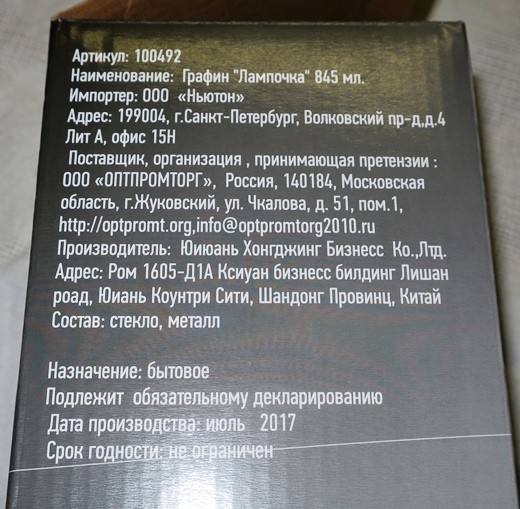 Артикул: 100492
Наименование: Графин "Лампочка" 845 мл.
Импортер: ООО «Ньютон»
Адрес: 199004, г.Санкт-Петербург, Волковский пр-д,д.4
Лит А, офис 15Н
Поставщик, организация , принимающая претензии :
ООО «ОПТПРОМТОРГ», Россия, 140184, Московская
область, г.Жуковский, ул. Чкалова, д. 51, пом.1,
http://optpromt.org,info@optpromtorg2010.ru
Производитель: Юиюань Хонгджинг Бизнесс Ко.,Лтд.
Адрес: Ром 1605-Д1А Ксиуан бизнесс билдинг Лишан
роад, Юиань Коунтри Сити, Шандонг Провинц, Китай
Состав: стекло, металл
Назначение: бытовое
Подлежит обязательному декларированию
Дата производства: июль 2017
Срок годности: не ограничен